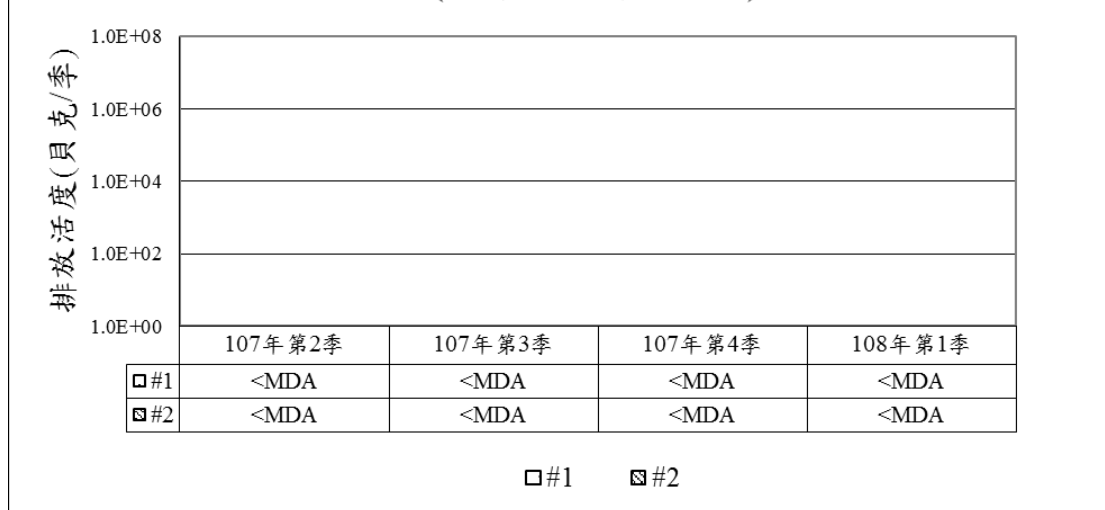 1.0E+08
1.0E+06
1.0E+04
1.0E+02
1.0E+00
排放活度(貝克/季)
107年第2季 107年第3季 107年第4季 108年第1季
#1 <MDA <MDA <MDA <MDA
#2 <MDA <MDA <MDA <MDA
#1 #2